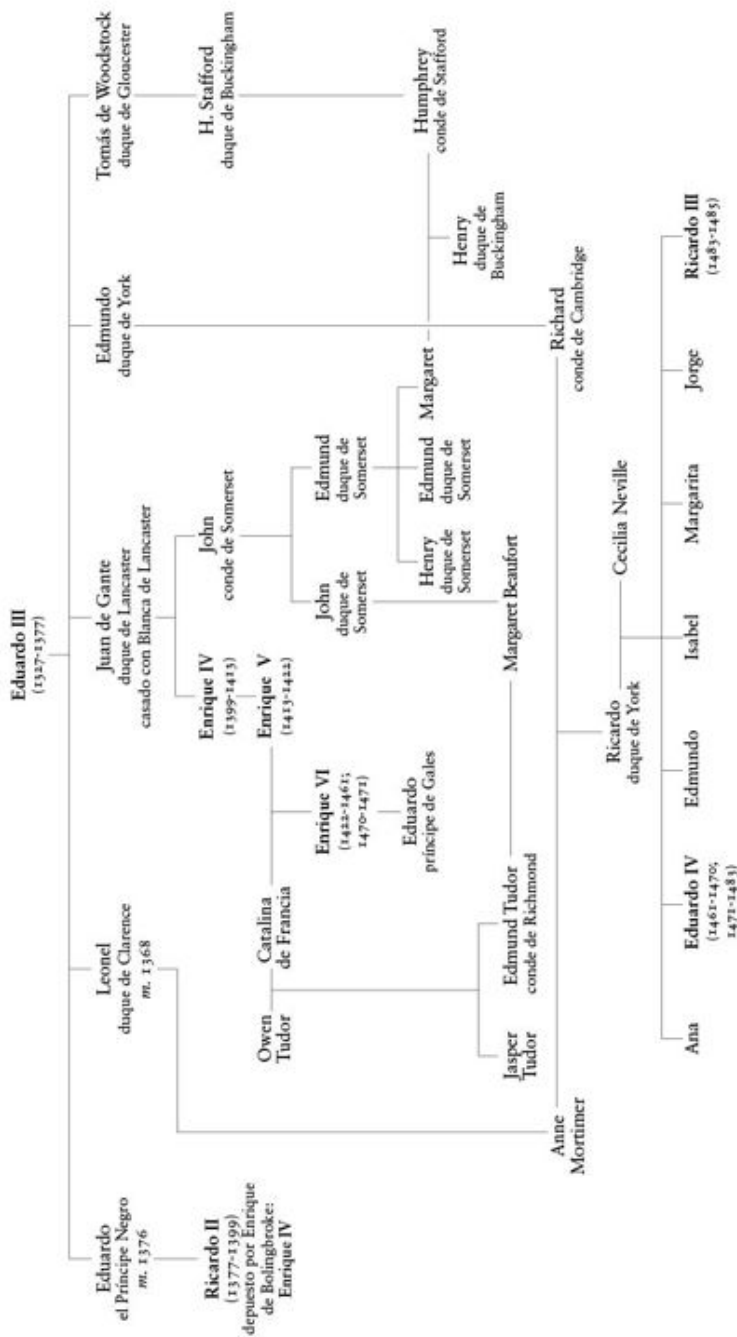 Eduardo III
(1327-1377)
Eduardo
el Príncipe Negro
m. 1376
Leonel
duque de Clarence
m. 1368
Juan de Gante
duque de Lancaster
casado con Blanca de Lancaster
Edmundo
duque de York
Tomás de Woodstock
duque de Gloucester
Ricardo II
(1377-1399)
depuesto por Enrique
de Bolingbroke:
Enrique IV
Enrique IV
(1399-1413)
John
conde de Somerset
H. Stafford
duque de Buckingham
Owen
Tudor
Catalina
de Francia
Enrique V
(1413-1422)
John
duque de
Somerset
Edmund
duque de
Somerset
Enrique VI
(1422-1461;
1470-1471)
Eduardo
príncipe de Gales
Henry
duque de
Somerset
Edmund
duque de
Somerset
Margaret
Humphrey
conde de Stafford
Henry
duque de
Buckingham
Jasper
Tudor
Edmund Tudor
conde de Richmond
Margaret Beaufort
Anne
Mortimer
Richard
conde de Cambridge
Ricardo
duque de York
Cecilia Neville
Ana
Eduardo IV
(1461-1470;
1471-1483)
Edmundo
Isabel
Margarita
Jorge
Ricardo III
(1483-1485)